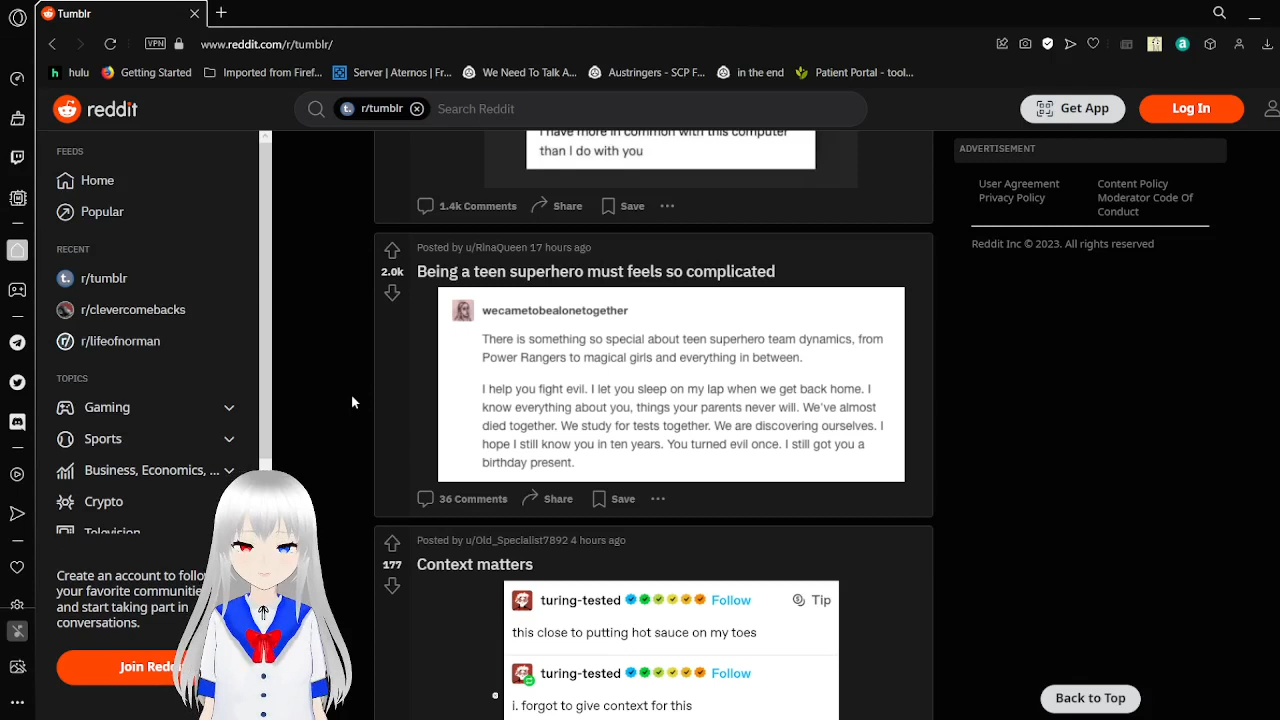 Tumblr
VPN
www.reddit.com/r/tumblr/
hulu
Getting Started
Imported from Firef...
Server | Aternos | Fr...
We Need To Talk A...
Austringers - SCP F...
in the end
Patient Portal - tool...
reddit
r/tumblr
Search Reddit
Get App
Log In
FEEDS
Home
Popular
RECENT
r/tumblr
r/clevercomebacks
r/lifeofnorman
TOPICS
Gaming
Sports
Business, Economics, ...
Crypto
Television
Create an account to follo
your favorite communities
and start taking part in
conversations.
Join Redd
I have more in common with this computer
than I do with you
1.4k Comments
Share
Save
Posted by u/RinaQueen 17 hours ago
2.0k
Being a teen superhero must feels so complicated
wecametobealonetogether
There is something so special about teen superhero team dynamics, from
Power Rangers to magical girls and everything in between.
I help you fight evil. I let you sleep on my lap when we get back home. I
know everything about you, things your parents never will. We've almost
died together. We study for tests together. We are discovering ourselves. I
hope I still know you in ten years. You turned evil once. I still got you a
birthday present.
36 Comments
Share
Save
Posted by u/Old_Specialist7892 4 hours ago
177
Context matters
turing-tested
Follow
Tip
this close to putting hot sauce on my toes
turing-tested
Follow
i. forgot to give context for this
ADVERTISEMENT
User Agreement
Privacy Policy
Content Policy
Moderator Code Of
Conduct
Reddit Inc © 2023. All rights reserved
Back to Top